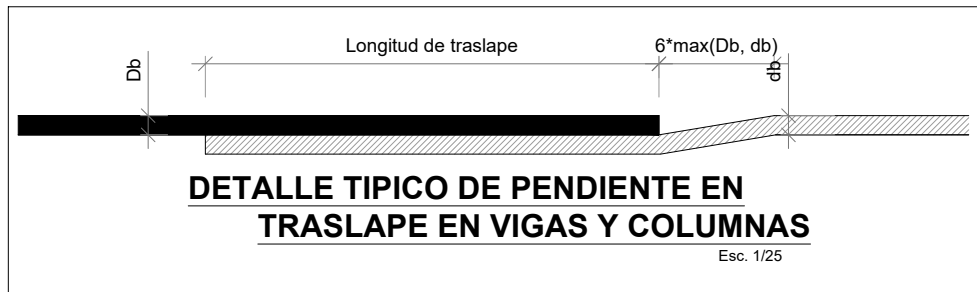 Longitud de traslape
6*max(Db, db)
Db
db
DETALLE TIPICO DE PENDIENTE EN
TRASLAPE EN VIGAS Y COLUMNAS
Esc. 1/25